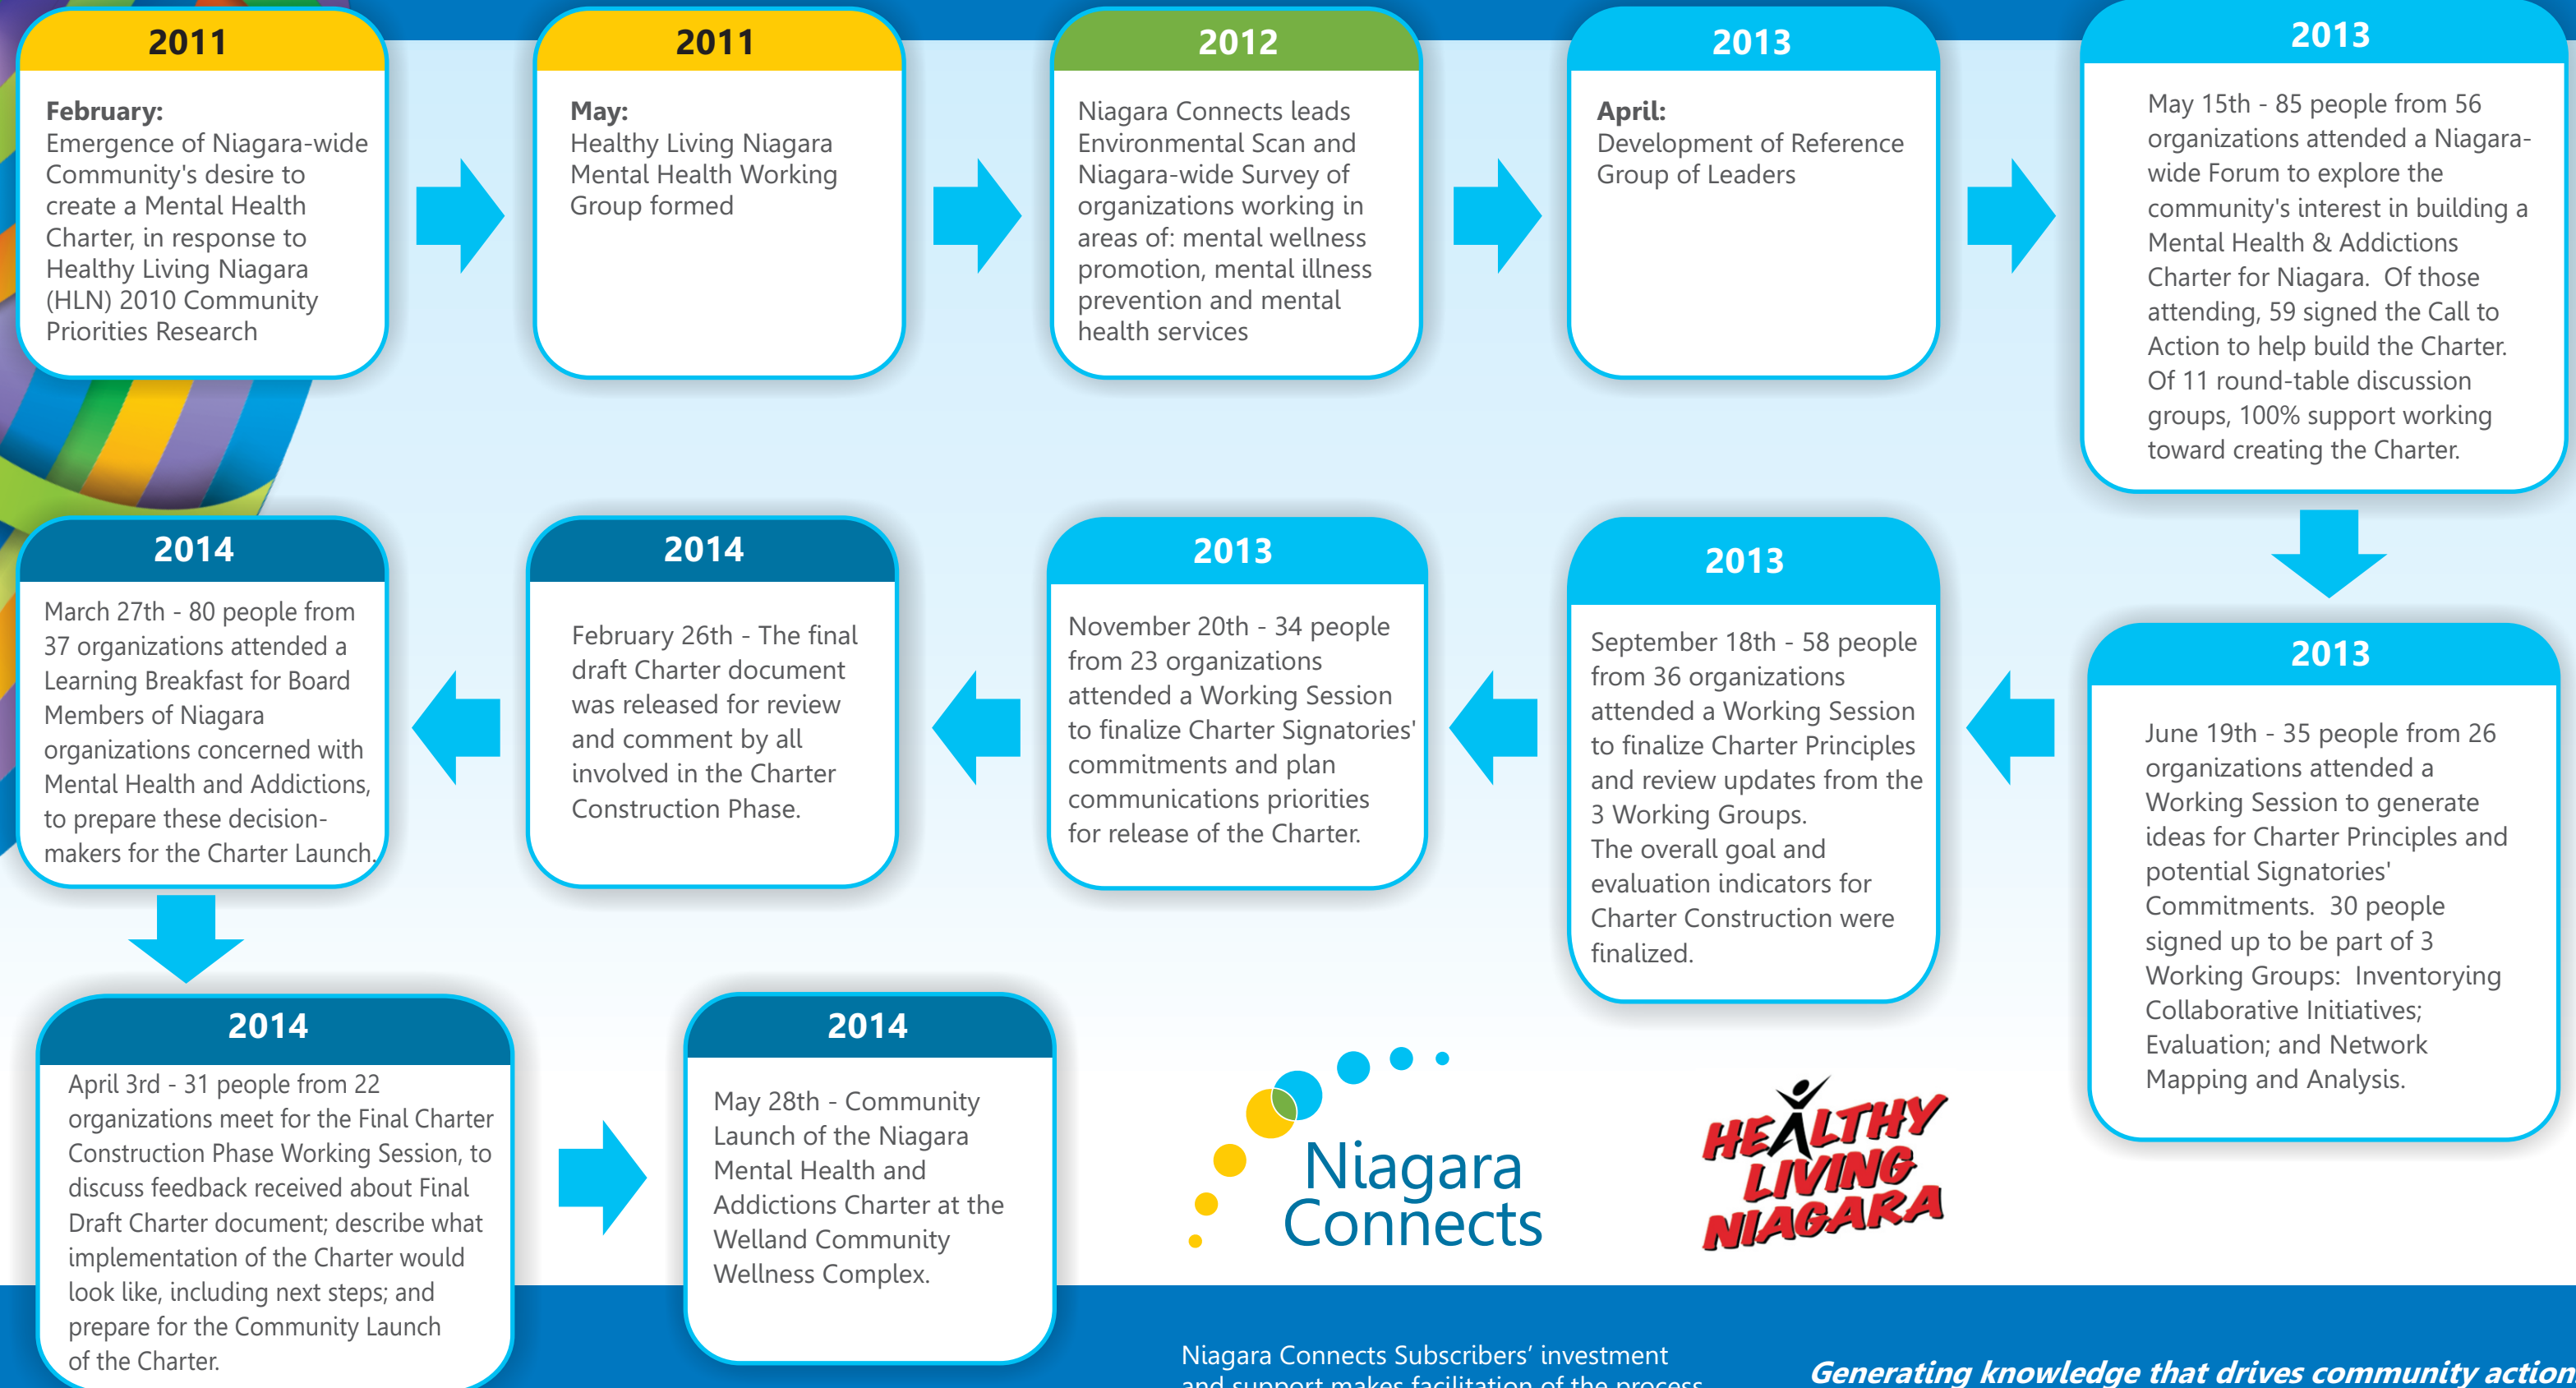 2011
February:
Emergence of Niagara-wide
Community's desire to
create a Mental Health
Charter, in response to
Healthy Living Niagara
(HLN) 2010 Community
Priorities Research
2011
May:
Healthy Living Niagara
Mental Health Working
Group formed
2012
Niagara Connects leads
Environmental Scan and
Niagara-wide Survey of
organizations working in
areas of: mental wellness
promotion, mental illness
prevention and mental
health services
2013
April:
Development of Reference
Group of Leaders
2013
May 15th - 85 people from 56
organizations attended a Niagara-
wide Forum to explore the
community's interest in building a
Mental Health & Addictions
Charter for Niagara. Of those
attending, 59 signed the Call to
Action to help build the Charter.
Of 11 round-table discussion
groups, 100% support working
toward creating the Charter.
2013
June 19th - 35 people from 26
organizations attended a
Working Session to generate
ideas for Charter Principles and
potential Signatories'
Commitments. 30 people
signed up to be part of 3
Working Groups: Inventorying
Collaborative Initiatives;
Evaluation; and Network
Mapping and Analysis.
2013
September 18th - 58 people
from 36 organizations
attended a Working Session
to finalize Charter Principles
and review updates from the
3 Working Groups.
The overall goal and
evaluation indicators for
Charter Construction were
finalized.
2013
November 20th - 34 people
from 23 organizations
attended a Working Session
to finalize Charter Signatories'
commitments and plan
communications priorities
for release of the Charter.
2014
February 26th - The final
draft Charter document
was released for review
and comment by all
involved in the Charter
Construction Phase.
2014
March 27th - 80 people from
37 organizations attended a
Learning Breakfast for Board
Members of Niagara
organizations concerned with
Mental Health and Addictions,
to prepare these decision-
makers for the Charter Launch.
2014
April 3rd - 31 people from 22
organizations meet for the Final Charter
Construction Phase Working Session, to
discuss feedback received about Final
Draft Charter document; describe what
implementation of the Charter would
look like, including next steps; and
prepare for the Community Launch
of the Charter.
2014
May 28th - Community
Launch of the Niagara
Mental Health and
Addictions Charter at the
Welland Community
Wellness Complex.
Niagara
Connects
HEALTHY
LIVING
NIAGARA
Niagara Connects Subscribers' investment
and support makes facilitation of the process
Generating knowledge that drives community action